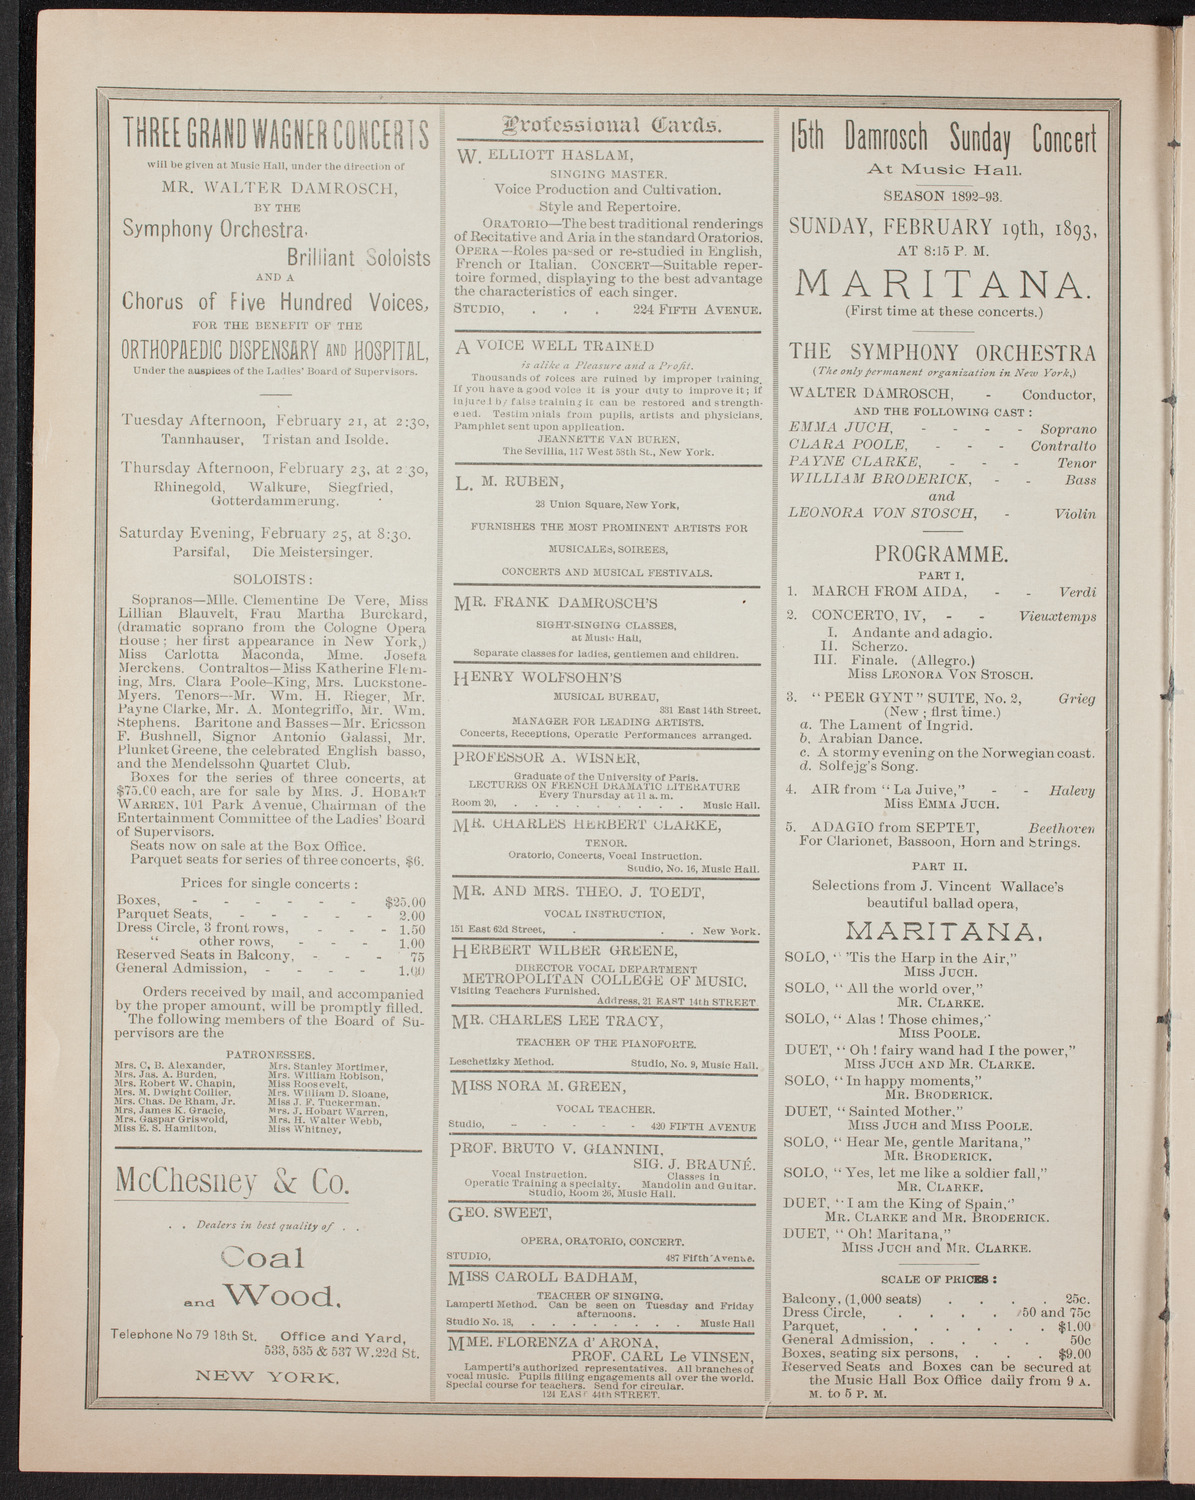 THREE GRAND WAGNER CONCERTS
will be given at Music Hall, under the direction of
MR. WALTER DAMROSCH,
BY THE
Symphony Orchestra,
Brilliant Soloists
AND A
Chorus of Five Hundred Voices,
FOR THE BENEFIT OF THE
ORTHOPAEDIC DISPENSARY AND HOSPITAL,
Under the auspices of the Ladies' Board of Supervisors.
Tuesday Afternoon, February 21, at 2:30,
Tannhauser, Tristan and Isolde.
Thursday Afternoon, February 23, at 2 30,
Rhinegold, Walkure, Siegfried,
Gotterdammerung.
Saturday Evening, February 25, at 8:30.
Parsifal, Die Meistersinger.
SOLOISTS:
Sopranos—Mlle. Clementine De Vere, Miss
Lillian Blauvelt, Frau Martha Burckard,
(dramatic soprano from the Cologne Opera
House; her first appearance in New York,)
Miss Carlotta Maconda, Mme. Josefa
Merckens. Contraltos—Miss Katherine Flem-
ing, Mrs. Clara Poole-King, Mrs. Luckstone-
Myers. Tenors—Mr. Wm. H. Rieger, Mr.
Payne Clarke, Mr. A. Montegriffo, Mr. Wm.
Stephens. Baritone and Basses—Mr. Ericsson
F. Bushnell, Signor Antonio Galassi, Mr.
Plunket Greene, the celebrated English basso,
and the Mendelssohn Quartet Club.
Boxes for the series of three concerts, at
$75.00 each, are for sale by MRS. J. HOBART
WARREN, 101 Park Avenue, Chairman of the
Entertainment Committee of the Ladies' Board
of Supervisors.
Seats now on sale at the Box Office.
Parquet seats for series of three concerts, $6.
Prices for single concerts:
Boxes, - - - - - - $25.00
Parquet Seats, - - - - - 2.00
Dress Circle, 3 front rows, - - - 1.50
" other rows, - - - 1.00
Reserved Seats in Balcony, - - - 75
General Admission, - - - - 1.00
Orders received by mail, and accompanied
by the proper amount, will be promptly filled.
The following members of the Board of Su-
pervisors are the
PATRONESSES.
Mrs. C. B. Alexander, Mrs. Stanley Mortimer,
Mrs. Jas. A. Burden, Mrs. William Robison,
Mrs. Robert W. Chapin, Miss Roosevelt,
Mrs. M. Dwight Collier, Mrs. William D. Sloane,
Mrs. Chas. De Rham, Jr. Miss J. F. Tuckerman,
Mrs. James K. Gracie, Mrs. J. Hobart Warren,
Mrs. Gaspar Griswold, Mrs. H. Walter Webb,
Miss E. S. Hamilton, Miss Whitney,
McChesney & Co.
. . Dealers in best quality of . .
Coal
and Wood,
Telephone No 79 18th St. Office and Yard,
533, 535 & 537 W. 22d St.
NEW YORK.
Professional Cards.
W. ELLIOTT HASLAM,
SINGING MASTER.
Voice Production and Cultivation.
Style and Repertoire.
ORATORIO—The best traditional renderings
of Recitative and Aria in the standard Oratorios.
OPERA—Roles passed or re-studied in English,
French or Italian. CONCERT—Suitable reper-
toire formed, displaying to the best advantage
the characteristics of each singer.
STUDIO, . . . 224 FIFTH AVENUE.
A VOICE WELL TRAINED
is alike a Pleasure and a Profit.
Thousands of voices are ruined by improper training.
If you have a good voice it is your duty to improve it; if
injured by false training it can be restored and strength-
ened. Testimonials from pupils, artists and physicians.
Pamphlet sent upon application.
JEANNETTE VAN BUREN,
The Sevillia, 117 West 58th St., New York.
L. M. RUBEN,
28 Union Square, New York,
FURNISHES THE MOST PROMINENT ARTISTS FOR
MUSICALES, SOIREES,
CONCERTS AND MUSICAL FESTIVALS.
MR. FRANK DAMROSCH'S
SIGHT-SINGING CLASSES,
at Music Hall,
Separate classes for ladies, gentlemen and children.
HENRY WOLFSOHN'S
MUSICAL BUREAU,
331 East 14th Street.
MANAGER FOR LEADING ARTISTS.
Concerts, Receptions, Operatic Performances arranged.
PROFESSOR A. WISNER,
Graduate of the University of Paris.
LECTURES ON FRENCH DRAMATIC LITERATURE
Every Thursday at 11 a. m.
Room 20, . . . . . . . . . Music Hall.
MR. CHARLES HERBERT CLARKE,
TENOR.
Oratorio, Concerts, Vocal Instruction.
Studio, No. 16, Music Hall.
MR. AND MRS. THEO. J. TOEDT,
VOCAL INSTRUCTION,
151 East 62d Street, . . . New York.
HERBERT WILBER GREENE,
DIRECTOR VOCAL DEPARTMENT
METROPOLITAN COLLEGE OF MUSIC.
Visiting Teachers Furnished.
Address, 21 EAST 14th STREET.
MR. CHARLES LEE TRACY,
TEACHER OF THE PIANOFORTE.
Leschetizky Method. Studio, No. 9, Music Hall.
MISS NORA M. GREEN,
VOCAL TEACHER.
Studio, - - - - - 420 FIFTH AVENUE
PROF. BRUTO V. GIANNINI,
SIG. J. BRAUNÉ.
Vocal Instruction. Classes in
Operatic Training a specialty. Mandolin and Guitar.
Studio, Room 26, Music Hall.
GEO. SWEET,
OPERA, ORATORIO, CONCERT.
STUDIO, 487 Fifth Avenue.
MISS CAROLL BADHAM,
TEACHER OF SINGING.
Lamperti Method. Can be seen on Tuesday and Friday
afternoons.
Studio No. 18, . . . . . . . . Music Hall
MME. FLORENZA d' ARONA,
PROF. CARL Le VINSEN,
Lamperti's authorized representatives. All branches of
vocal music. Pupils filling engagements all over the world.
Special course for teachers. Send for circular.
124 EAST 44th STREET.
15th Damrosch Sunday Concert
At Music Hall.
SEASON 1892-93.
SUNDAY, FEBRUARY 19th, 1893,
AT 8:15 P. M.
MARITANA.
(First time at these concerts.)
THE SYMPHONY ORCHESTRA
(The only permanent organization in New York,)
WALTER DAMROSCH, - Conductor,
AND THE FOLLOWING CAST:
EMMA JUCH, - - - - Soprano
CLARA POOLE, - - - Contralto
PAYNE CLARKE, - - - Tenor
WILLIAM BRODERICK, - - Bass
and
LEONORA VON STOSCH, - Violin
PROGRAMME.
PART I,
1. MARCH FROM AIDA, - - Verdi
2. CONCERTO, IV, - - Vieuxtemps
I. Andante and adagio.
II. Scherzo.
III. Finale. (Allegro.)
Miss LEONORA VON STOSCH.
3. "PEER GYNT" SUITE, No. 2, Grieg
(New; first time.)
a. The Lament of Ingrid.
b. Arabian Dance.
c. A stormy evening on the Norwegian coast.
d. Solfejg's Song.
4. AIR from "La Juive," - - Halevy
Miss EMMA JUCH.
5. ADAGIO from SEPTET, Beethoven
For Clarionet, Bassoon, Horn and Strings.
PART II.
Selections from J. Vincent Wallace's
beautiful ballad opera,
MARITANA.
SOLO, "'Tis the Harp in the Air,"
MISS JUCH.
SOLO, "All the world over,"
MR. CLARKE.
SOLO, "Alas! Those chimes,"
MISS POOLE.
DUET, "Oh! fairy wand had I the power,"
MISS JUCH AND MR. CLARKE.
SOLO, "In happy moments,"
MR. BRODERICK.
DUET, "Sainted Mother,"
MISS JUCH and MISS POOLE.
SOLO, "Hear Me, gentle Maritana,"
MR. BRODERICK.
SOLO, "Yes, let me like a soldier fall,"
MR. CLARKE.
DUET, "I am the King of Spain,"
MR. CLARKE and MR. BRODERICK.
DUET, "Oh! Maritana,"
MISS JUCH and MR. CLARKE.
SCALE OF PRICES:
Balcony, (1,000 seats) . . . . 25c.
Dress Circle, . . . . 50 and 75c
Parquet, . . . . . . . $1.00
General Admission, . . . . 50c
Boxes, seating six persons, . . . $9.00
Reserved Seats and Boxes can be secured at
the Music Hall Box Office daily from 9 A.
M. to 5 P. M.